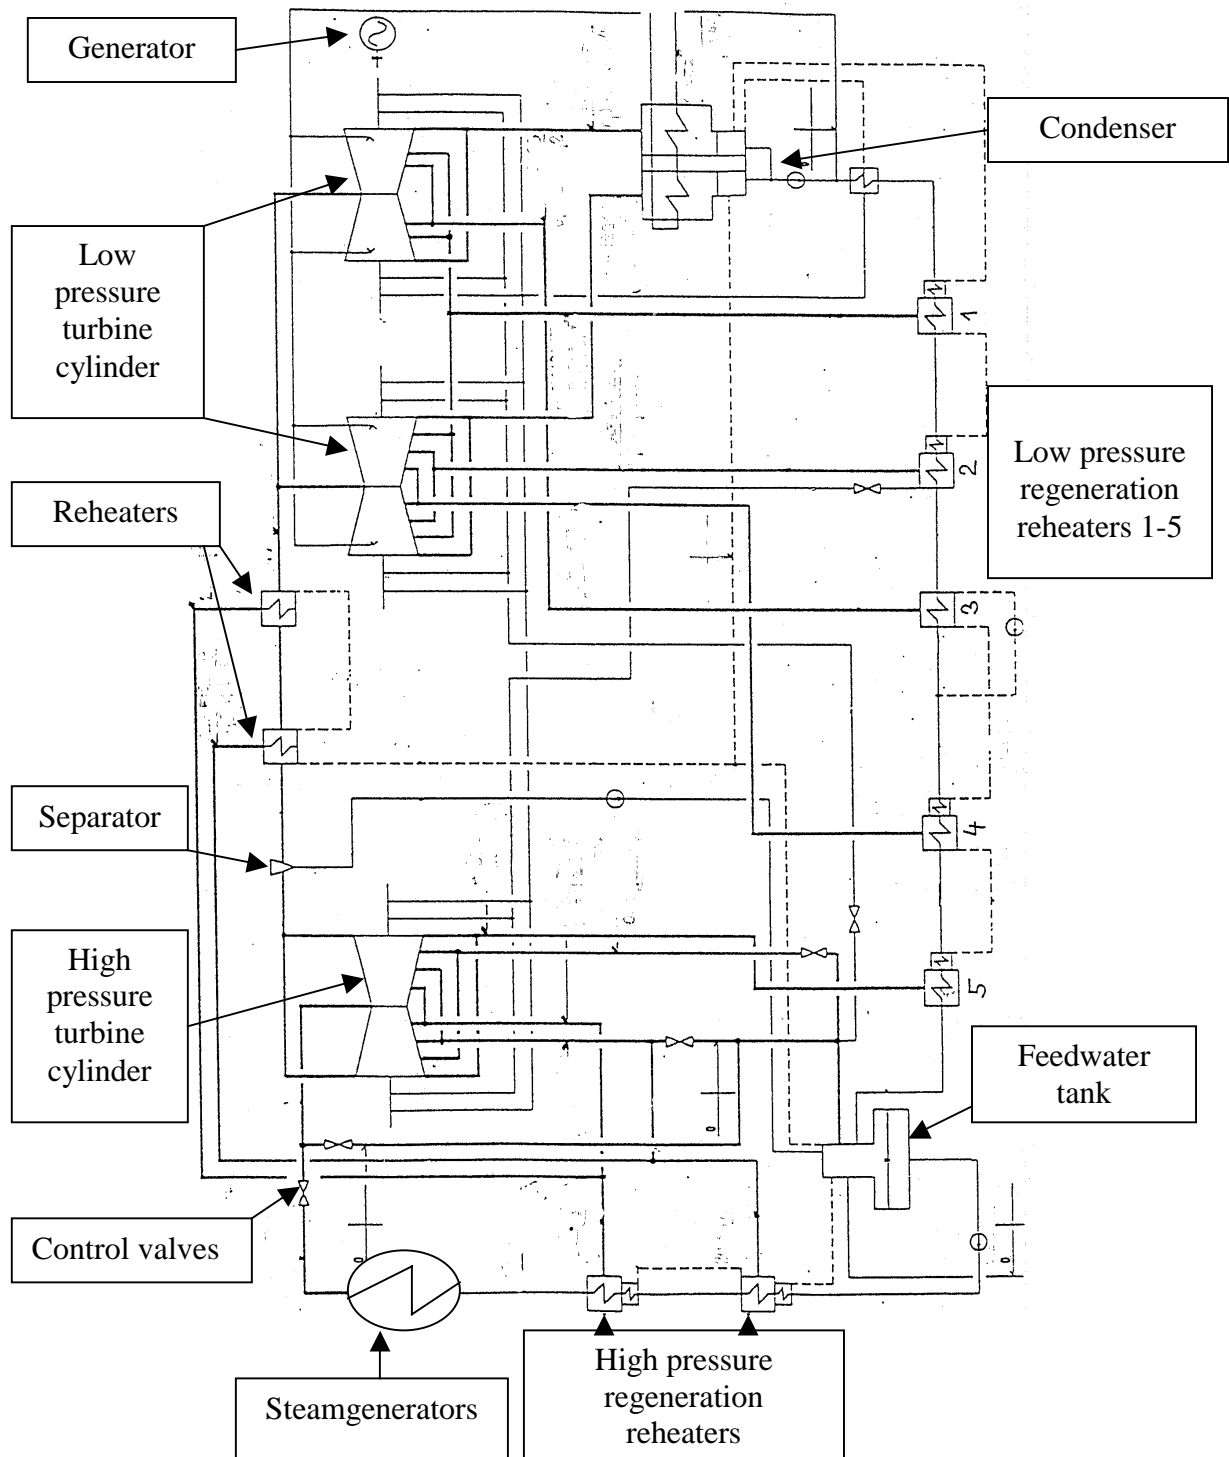 Generator
Condenser
Low
pressure
turbine
cylinder
1
2
Low pressure
regeneration
reheaters 1-5
Reheaters
3
Separator
4
High
pressure
turbine
cylinder
5
Feedwater
tank
Control valves
High pressure
regeneration
reheaters
Steamgenerators